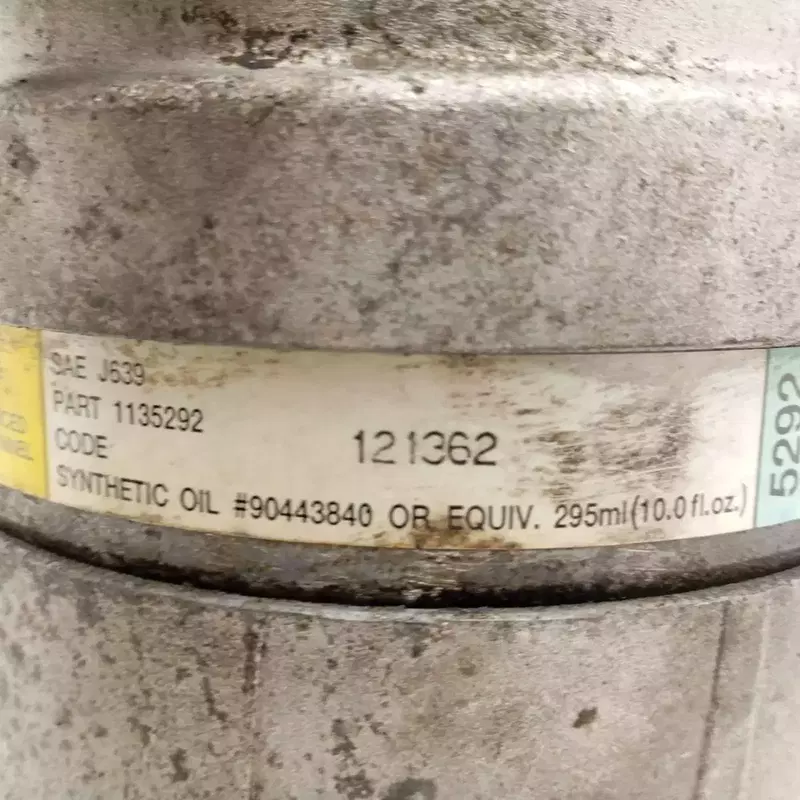 SAE J639
PART 1135292
CODE 121362
SYNTHETIC OIL #90443840 OR EQUIV. 295ml(10.0fl.oz.)
5292